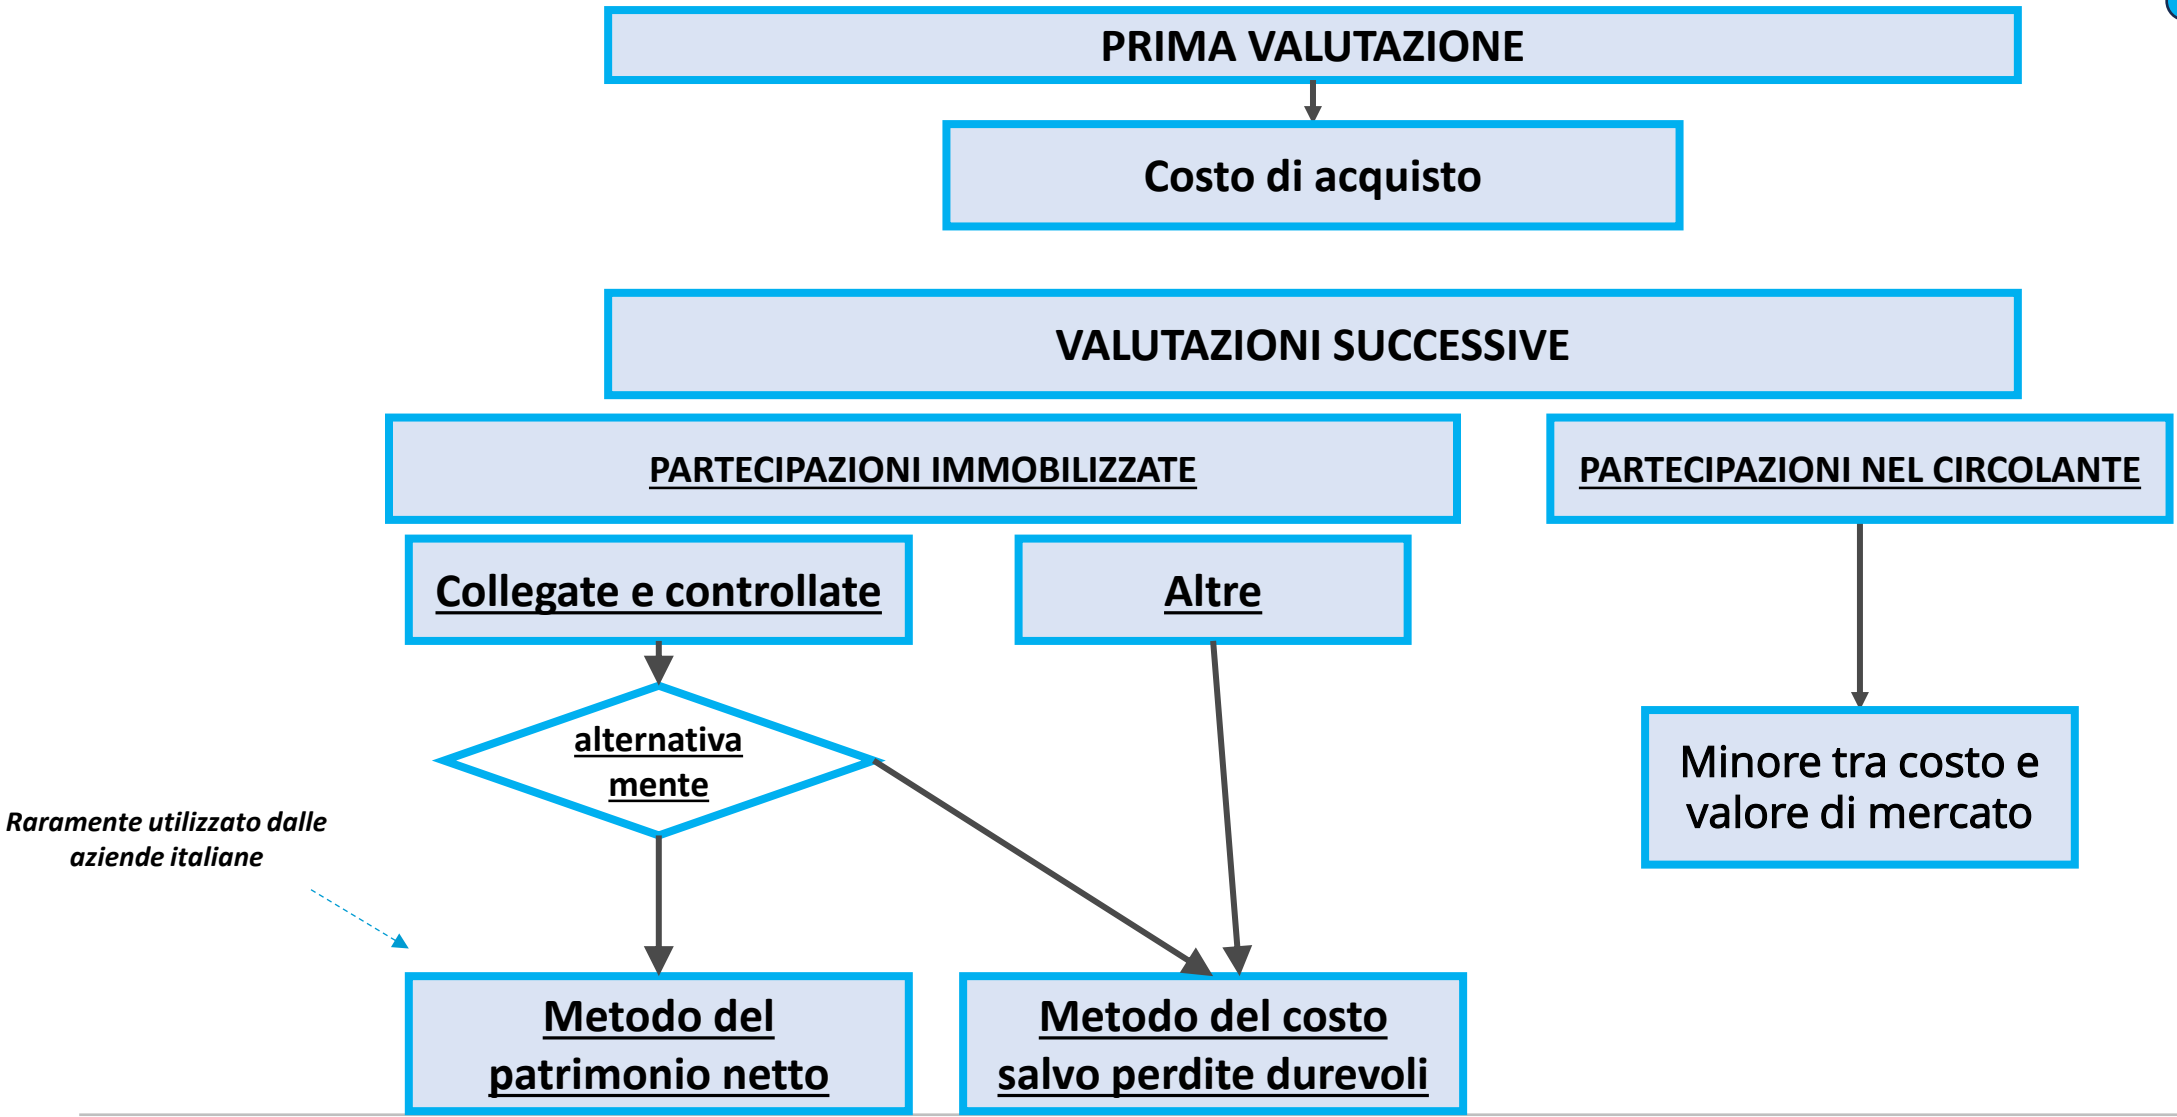 PRIMA VALUTAZIONE
Costo di acquisto
VALUTAZIONI SUCCESSIVE
PARTECIPAZIONI IMMOBILIZZATE
PARTECIPAZIONI NEL CIRCOLANTE
Collegate e controllate
Altre
alternativa
mente
Minore tra costo e
valore di mercato
Raramente utilizzato dalle
aziende italiane
Metodo del
patrimonio netto
Metodo del costo
salvo perdite durevoli